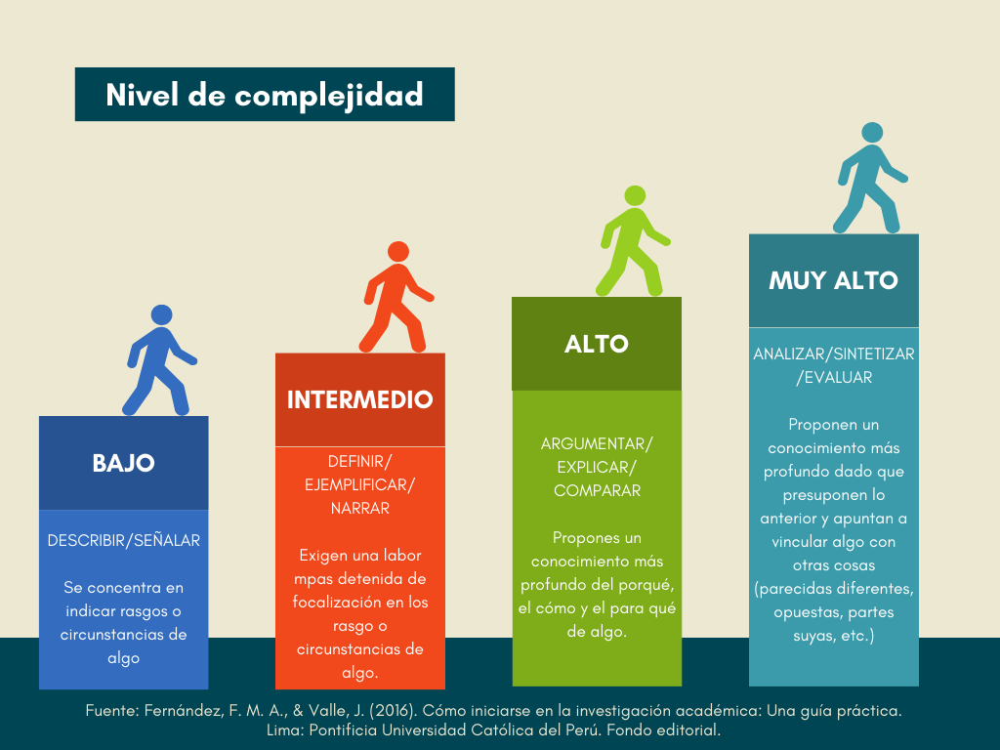 Nivel de complejidad
BAJO
DESCRIBIR/SEÑALAR
Se concentra en
indicar rasgos o
circunstancias de
algo
INTERMEDIO
DEFINIR/
EJEMPLIFICAR/
NARRAR
Exigen una labor
mpas detenida de
focalización en los
rasgo o
circunstancias de
algo.
ALTO
ARGUMENTAR/
EXPLICAR/
COMPARAR
Propones un
conocimiento más
profundo del porqué,
el cómo y el para qué
de algo.
MUY ALTO
ANALIZAR/SINTETIZAR
/EVALUAR
Proponen un
conocimiento más
profundo dado que
presuponen lo
anterior y apuntan a
vincular algo con
otras cosas
(parecidas diferentes,
opuestas, partes
suyas, etc.)
Fuente: Fernández, F. M. A., & Valle, J. (2016). Cómo iniciarse en la investigación académica: Una guía práctica.
Lima: Pontificia Universidad Católica del Perú. Fondo editorial.